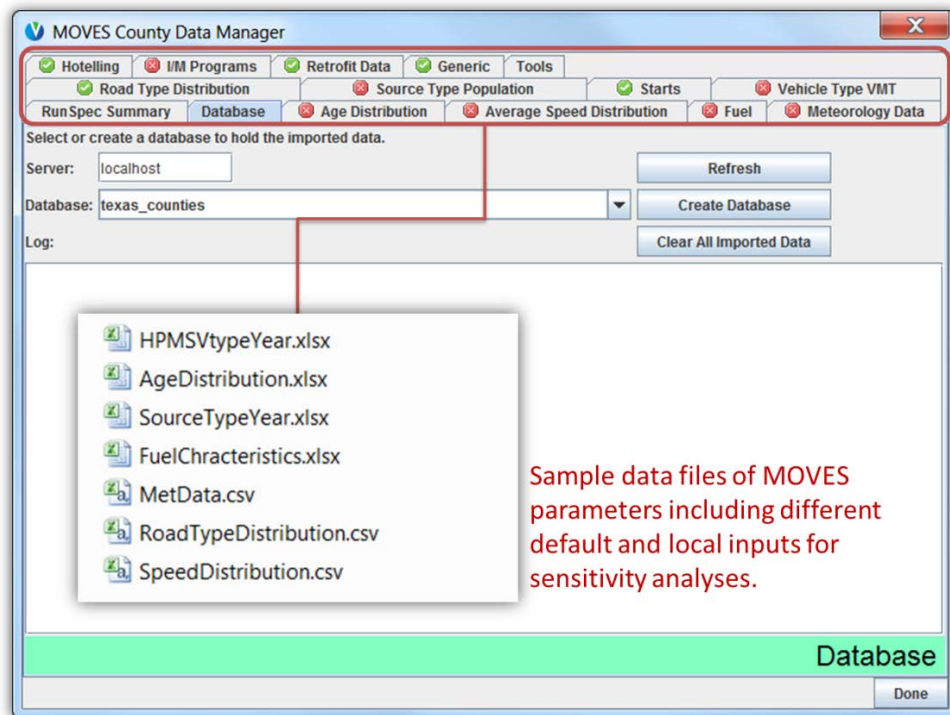 MOVES County Data Manager
Hotelling I/M Programs Retrofit Data Generic Tools
Road Type Distribution Source Type Population Starts Vehicle Type VMT
RunSpec Summary Database Age Distribution Average Speed Distribution Fuel Meteorology Data
Select or create a database to hold the imported data.
Server: localhost Refresh
Database: texas_counties Create Database
Log: Clear All Imported Data
HPMSVtypeYear.xlsx
AgeDistribution.xlsx
SourceTypeYear.xlsx
FuelChracteristics.xlsx
MetData.csv
RoadTypeDistribution.csv
SpeedDistribution.csv
Sample data files of MOVES
parameters including different
default and local inputs for
sensitivity analyses.
Database
Done